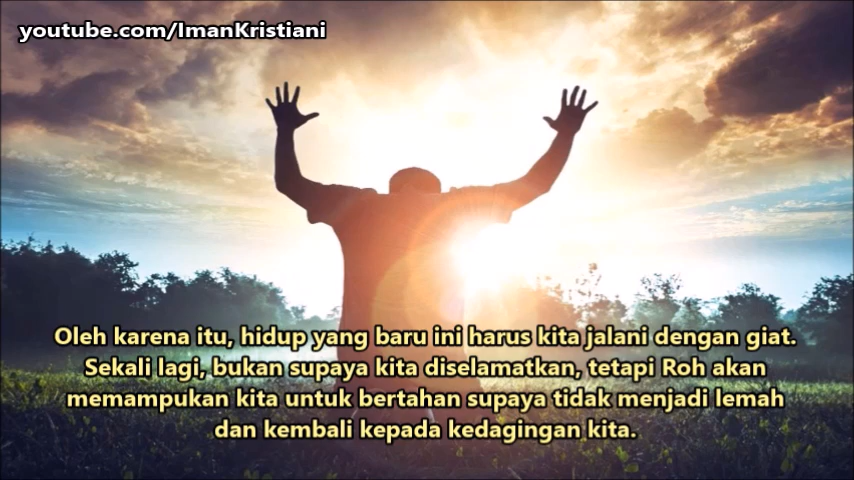 youtube.com/ImanKristiani
Oleh karena itu, hidup yang baru ini harus kita jalani dengan giat.
Sekali lagi, bukan supaya kita diselamatkan, tetapi Roh akan
memampukan kita untuk bertahan supaya tidak menjadi lemah
dan kembali kepada kedagingan kita.